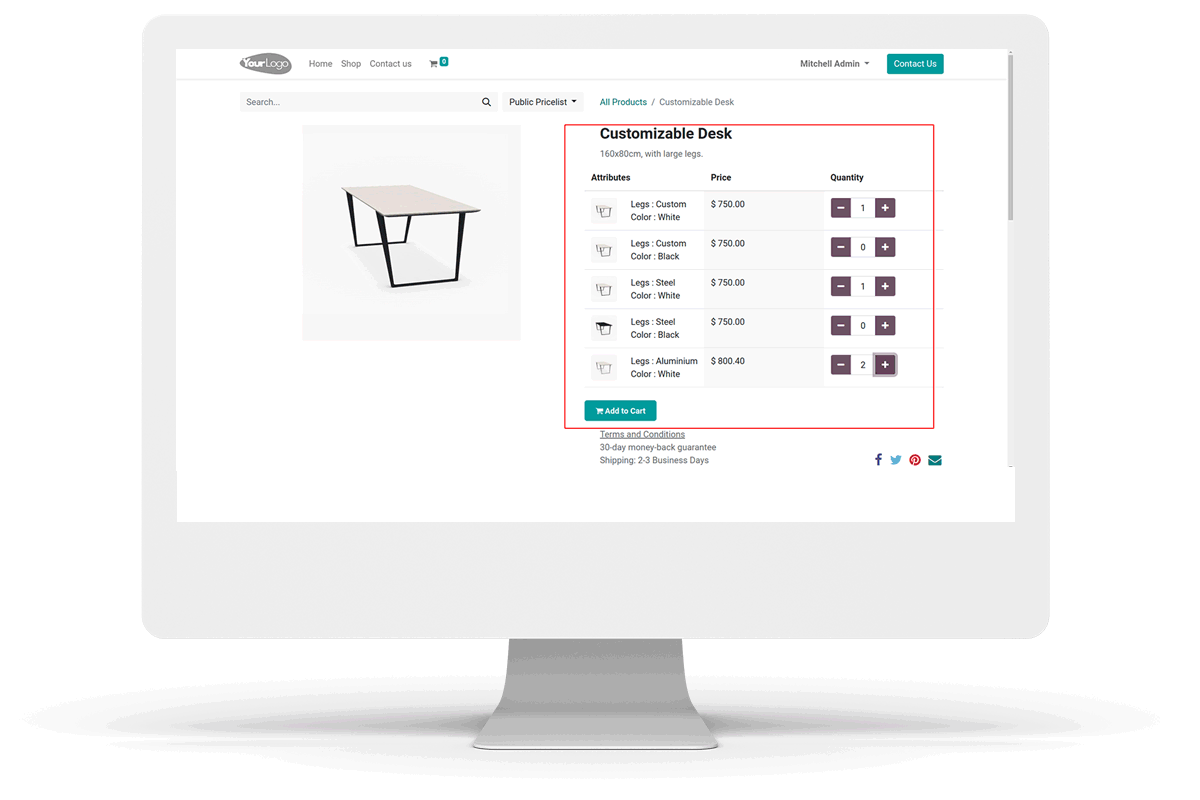 YourLogo Home Shop Contact us 0 Mitchell Admin Contact Us
Search... Public Pricelist All Products / Customizable Desk
Customizable Desk
160x80cm, with large legs.
Attributes Price Quantity
Legs : Custom $ 750.00 1
Color : White
Legs : Custom $ 750.00 0
Color : Black
Legs : Steel $ 750.00 1
Color : White
Legs : Steel $ 750.00 0
Color : Black
Legs : Aluminium $ 800.40 2
Color : White
Add to Cart
Terms and Conditions
30-day money-back guarantee
Shipping: 2-3 Business Days